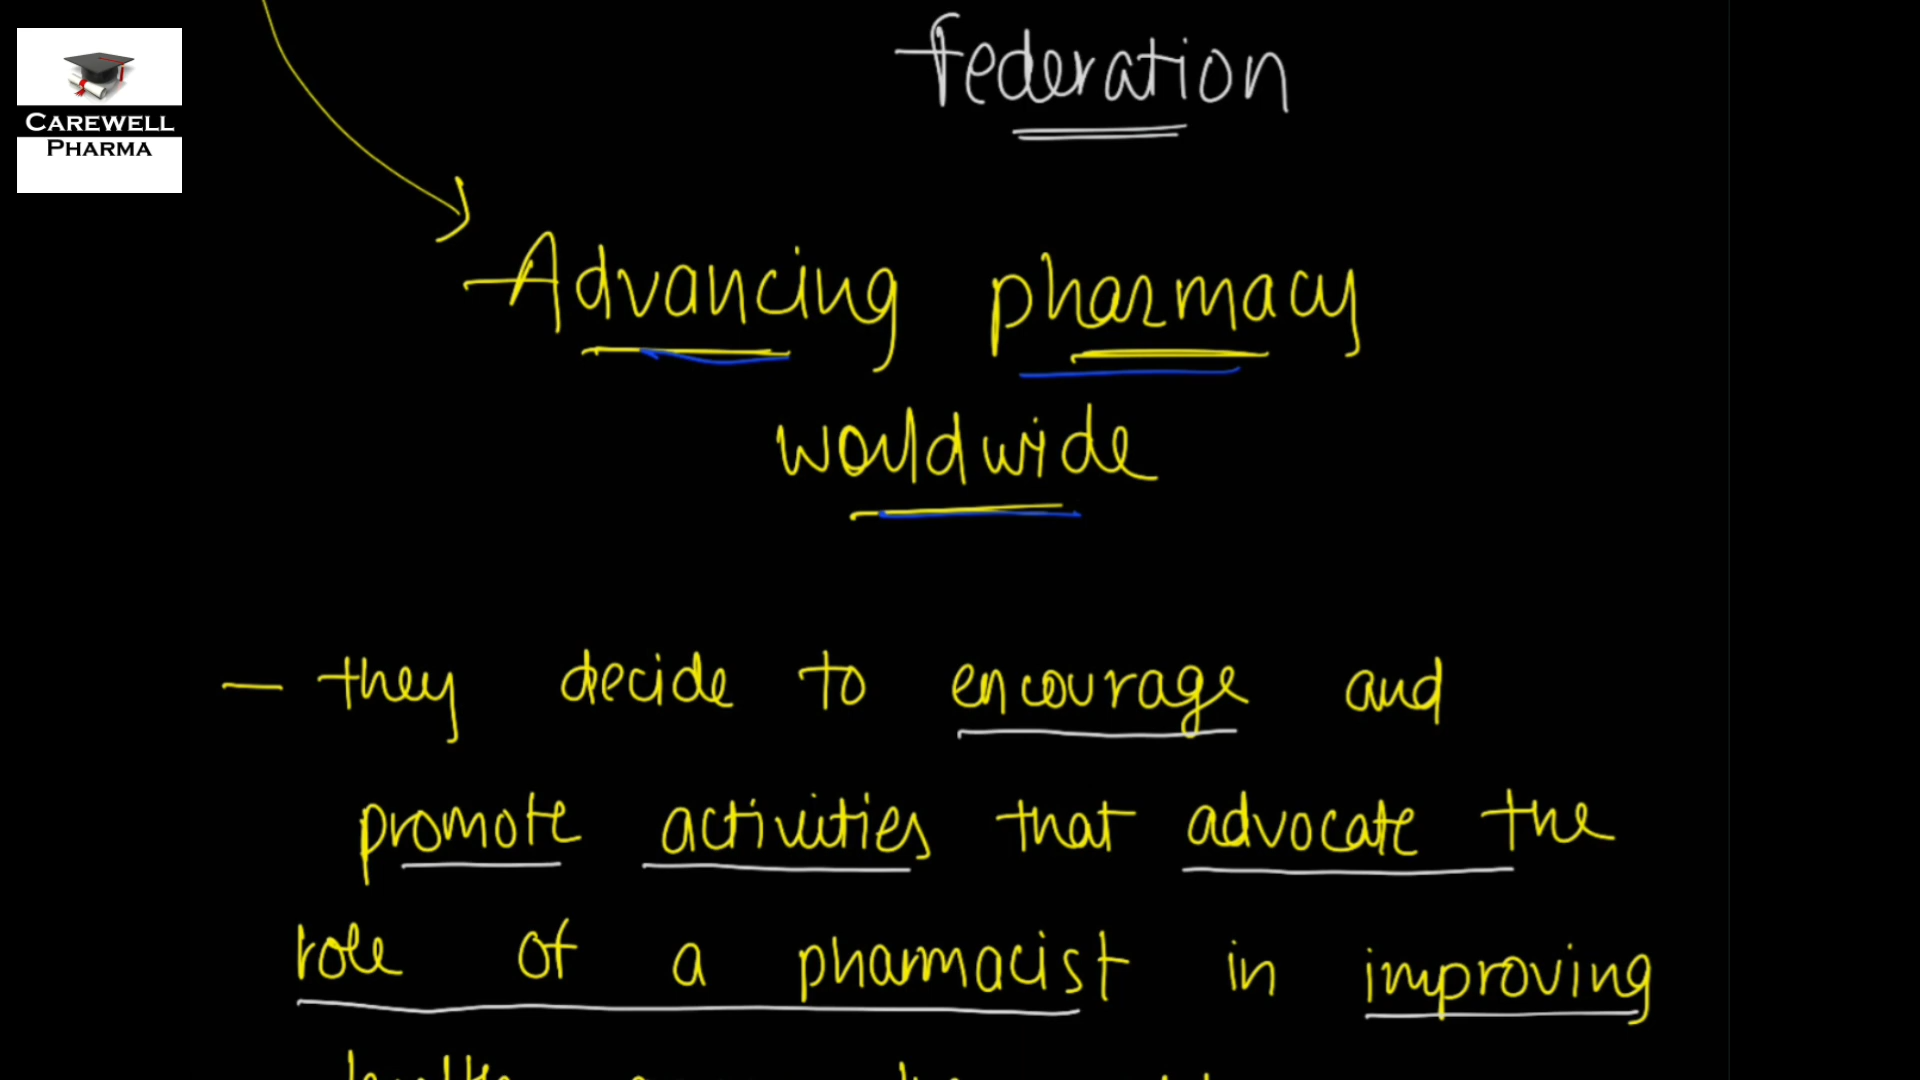 CAREWELL
PHARMA
federation
Advancing pharmacy
worldwide
- they decide to encourage and
promote activities that advocate the
role of a pharmacist in improving